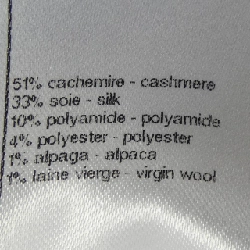 51% cachemire - cashmere
33% soie - silk
10% polyamide - polyamide
4% polyester - polyester
1% alpaga - alpaca
1% laine vierge - virgin wool